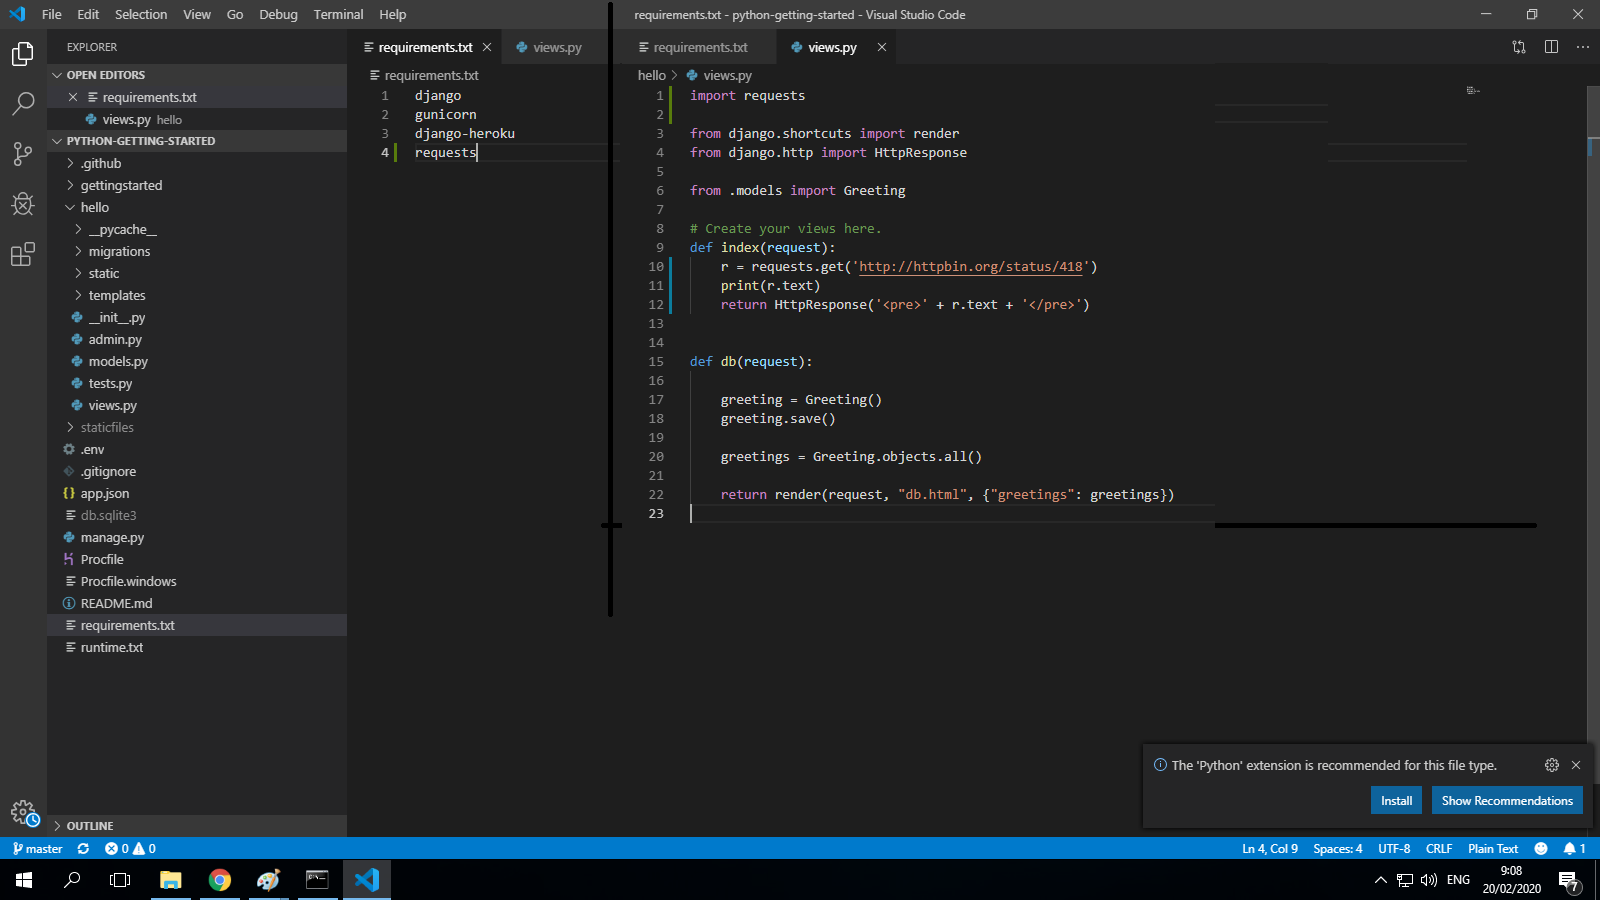 File Edit Selection View Go Debug Terminal Help
requirements.txt - python-getting-started - Visual Studio Code
EXPLORER
OPEN EDITORS
requirements.txt
views.py hello
PYTHON-GETTING-STARTED
.github
gettingstarted
hello
__pycache__
migrations
static
templates
__init__.py
admin.py
models.py
tests.py
views.py
staticfiles
.env
.gitignore
app.json
db.sqlite3
manage.py
Procfile
Procfile.windows
README.md
requirements.txt
runtime.txt
OUTLINE
requirements.txt views.py
requirements.txt
1 django
2 gunicorn
3 django-heroku
4 requests
requirements.txt views.py
hello > views.py
1 import requests
2
3 from django.shortcuts import render
4 from django.http import HttpResponse
5
6 from .models import Greeting
7
8 # Create your views here.
9 def index(request):
10 r = requests.get('http://httpbin.org/status/418')
11 print(r.text)
12 return HttpResponse('<pre>' + r.text + '</pre>')
13
14
15 def db(request):
16
17 greeting = Greeting()
18 greeting.save()
19
20 greetings = Greeting.objects.all()
21
22 return render(request, "db.html", {"greetings": greetings})
23
The 'Python' extension is recommended for this file type.
Install Show Recommendations
master 0 0
Ln 4, Col 9 Spaces: 4 UTF-8 CRLF Plain Text 1
ENG
9:08
20/02/2020
7